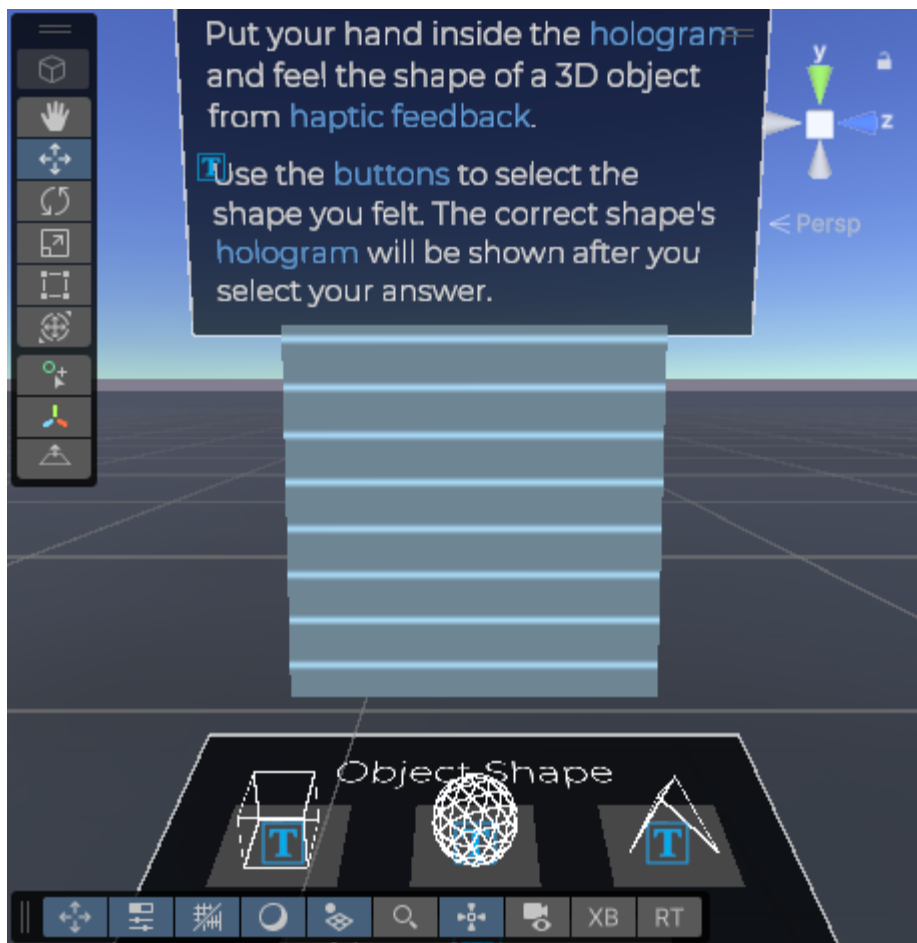 Put your hand inside the hologram
and feel the shape of a 3D object
from haptic feedback.
Use the buttons to select the
shape you felt. The correct shape's
hologram will be shown after you
select your answer.
y
z
< Persp
Object Shape
T T T
XB RT